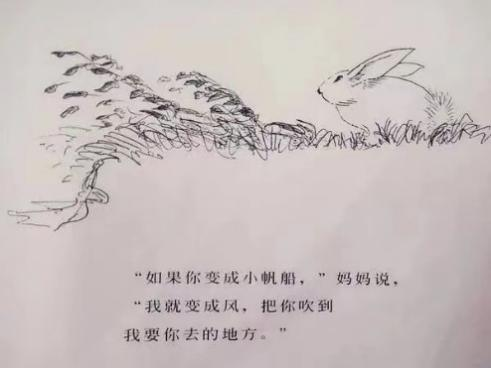 “如果你变成小帆船，”妈妈说，
“我就变成风，把你吹到
我要你去的地方。”